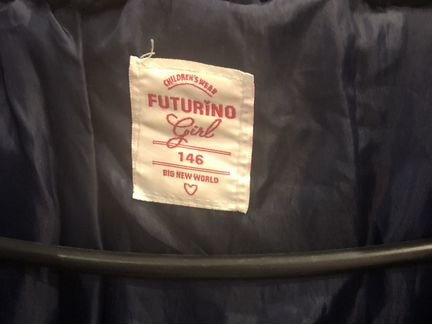 CHILDREN'S WEAR
FUTURINO
Girl
146
BIG NEW WORLD